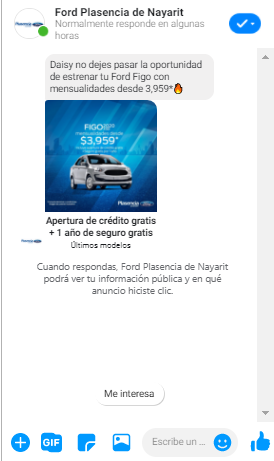 Ford Plasencia de Nayarit
Normalmente responde en algunas
horas
Daisy no dejes pasar la oportunidad
de estrenar tu Ford Figo con
mensualidades desde 3,959*🔥
FIGO
MENSUALIDADES DESDE
$3,959*
Plasencia
Apertura de crédito gratis
+ 1 año de seguro gratis
Últimos modelos
Cuando respondas, Ford Plasencia de Nayarit
podrá ver tu información pública y en qué
anuncio hiciste clic.
Me interesa
GIF
Escribe un ...